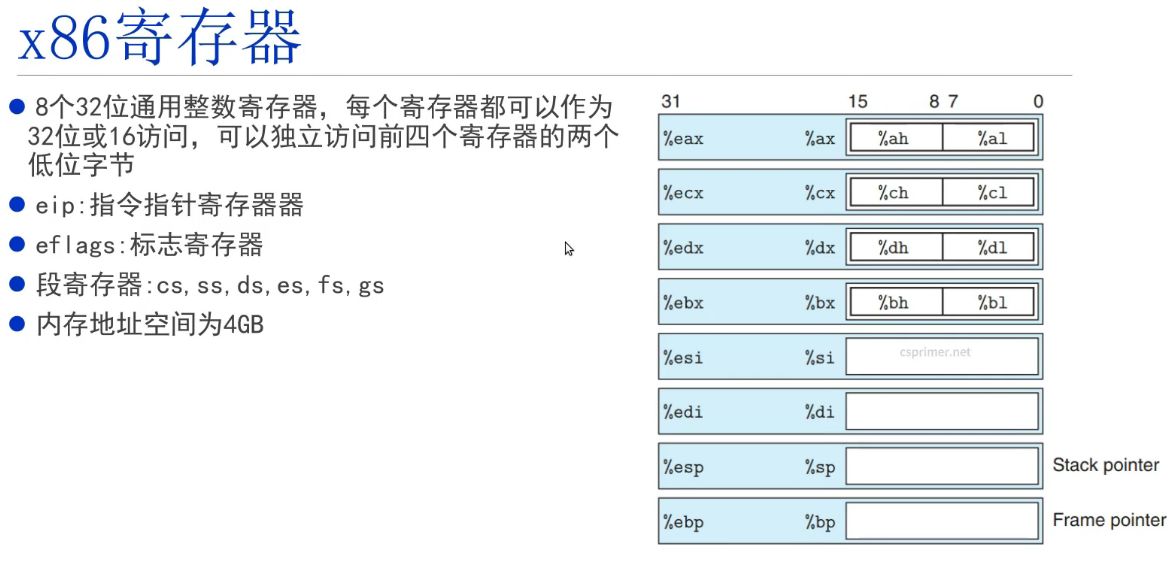 x86寄存器
8个32位通用整数寄存器，每个寄存器都可以作为
32位或16访问，可以独立访问前四个寄存器的两个
低位字节
eip:指令指针寄存器器
eflags:标志寄存器
段寄存器:cs,ss,ds,es,fs,gs
内存地址空间为4GB
31 15 8 7 0
%eax %ax %ah %al
%ecx %cx %ch %cl
%edx %dx %dh %dl
%ebx %bx %bh %bl
%esi %si csprimer.net
%edi %di
%esp %sp Stack pointer
%ebp %bp Frame pointer